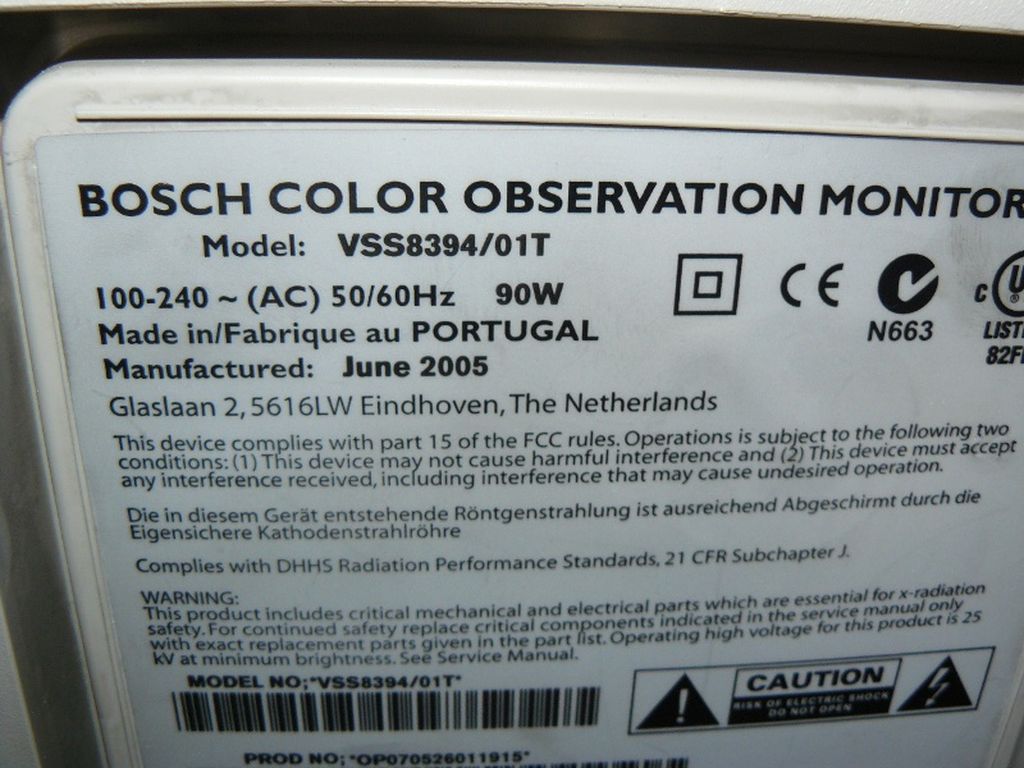 BOSCH COLOR OBSERVATION MONITOR
Model: VSS8394/01T
100-240 ~ (AC) 50/60Hz 90W
Made in/Fabrique au PORTUGAL
Manufactured: June 2005
CE
N663
C UL ®
LISTE
82F
Glaslaan 2, 5616LW Eindhoven, The Netherlands
This device complies with part 15 of the FCC rules. Operations is subject to the following two
conditions: (1) This device may not cause harmful interference and (2) This device must accept
any interference received, including interference that may cause undesired operation.
Die in diesem Gerät entstehende Röntgenstrahlung ist ausreichend Abgeschirmt durch die
Eigensichere Kathodenstrahlröhre
Complies with DHHS Radiation Performance Standards, 21 CFR Subchapter J.
WARNING:
This product includes critical mechanical and electrical parts which are essential for x-radiation
safety. For continued safety replace critical components indicated in the service manual only
with exact replacement parts given in the part list. Operating high voltage for this product is 25
kV at minimum brightness. See Service Manual.
MODEL NO;*VSS8394/01T*
CAUTION
RISK OF ELECTRIC SHOCK
DO NOT OPEN
PROD NO; *OP070526011915*